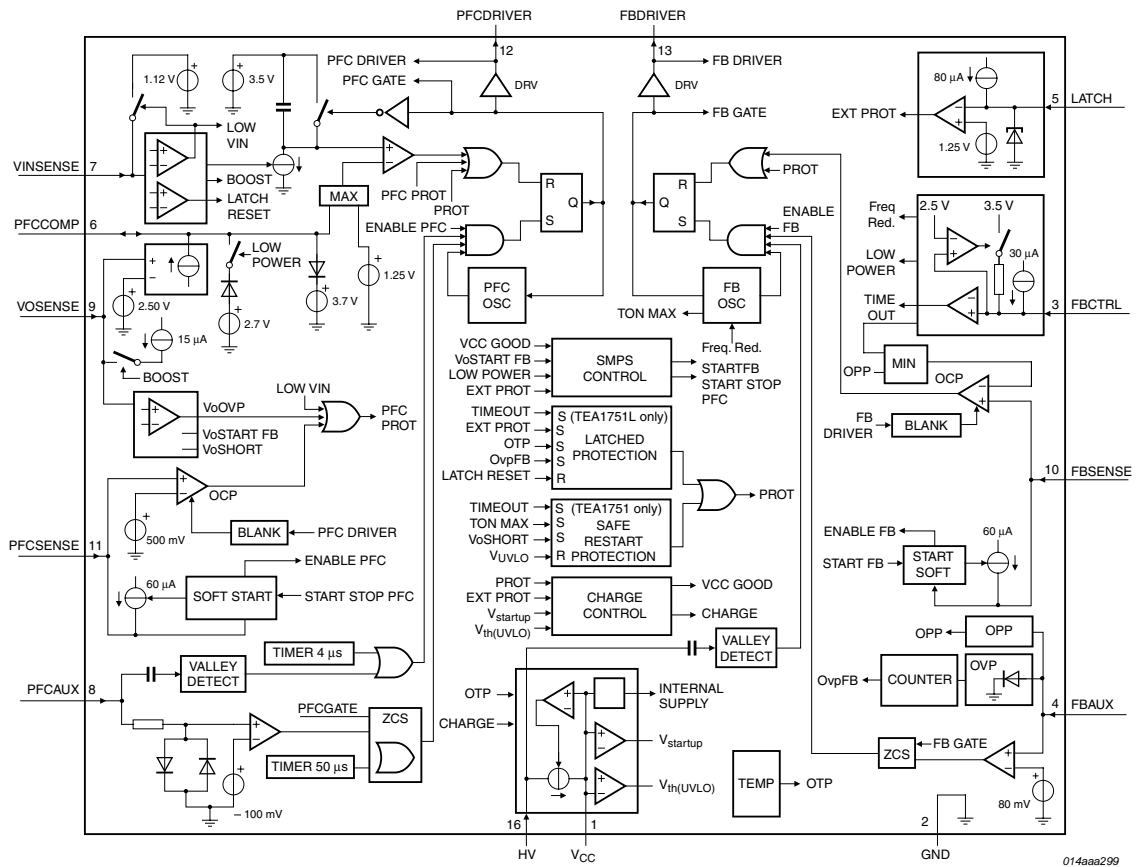 PFCDRIVER
FBDRIVER
12
13
PFC DRIVER
FB DRIVER
DRV
DRV
PFC GATE
FB GATE
1.12 V
3.5 V
80 μA
EXT PROT
5
LATCH
1.25 V
LOW
VIN
VINSENSE
7
BOOST
LATCH
RESET
MAX
PFC PROT
PROT
R
Q
S
R
Q
S
PROT
PFCCOMP
6
ENABLE PFC
ENABLE
FB
Freq
Red.
2.5 V
3.5 V
30 μA
LOW
POWER
LOW
POWER
1.25 V
PFC
OSC
FB
OSC
TIME
OUT
3
FBCTRL
VOSENSE
9
2.50 V
2.7 V
3.7 V
TON MAX
Freq. Red.
15 μA
BOOST
VCC GOOD
VoSTART FB
LOW POWER
EXT PROT
SMPS
CONTROL
STARTFB
START STOP
PFC
OPP
MIN
OCP
LOW VIN
VoOVP
VoSTART FB
VoSHORT
PFC
PROT
TIMEOUT
EXT PROT
OTP
OvpFB
LATCH RESET
S (TEA1751L only)
S
S
S
R
LATCHED
PROTECTION
FB
DRIVER
BLANK
OCP
10
FBSENSE
PROT
500 mV
BLANK
PFC DRIVER
TIMEOUT
TON MAX
VoSHORT
VUVLO
S
S
S
R
(TEA1751 only)
SAFE
RESTART
PROTECTION
PFCSENSE
11
ENABLE PFC
60 μA
SOFT START
START STOP PFC
ENABLE FB
START FB
START
SOFT
60 μA
PROT
EXT PROT
Vstartup
Vth(UVLO)
CHARGE
CONTROL
VCC GOOD
CHARGE
TIMER 4 μs
VALLEY
DETECT
VALLEY
DETECT
OPP
OPP
OvpFB
COUNTER
OVP
PFCAUX
8
OTP
CHARGE
INTERNAL
SUPPLY
4
FBAUX
PFCGATE
ZCS
TIMER 50 μs
– 100 mV
Vstartup
Vth(UVLO)
TEMP
OTP
ZCS
FB GATE
80 mV
16
1
2
HV
VCC
GND
014aaa299